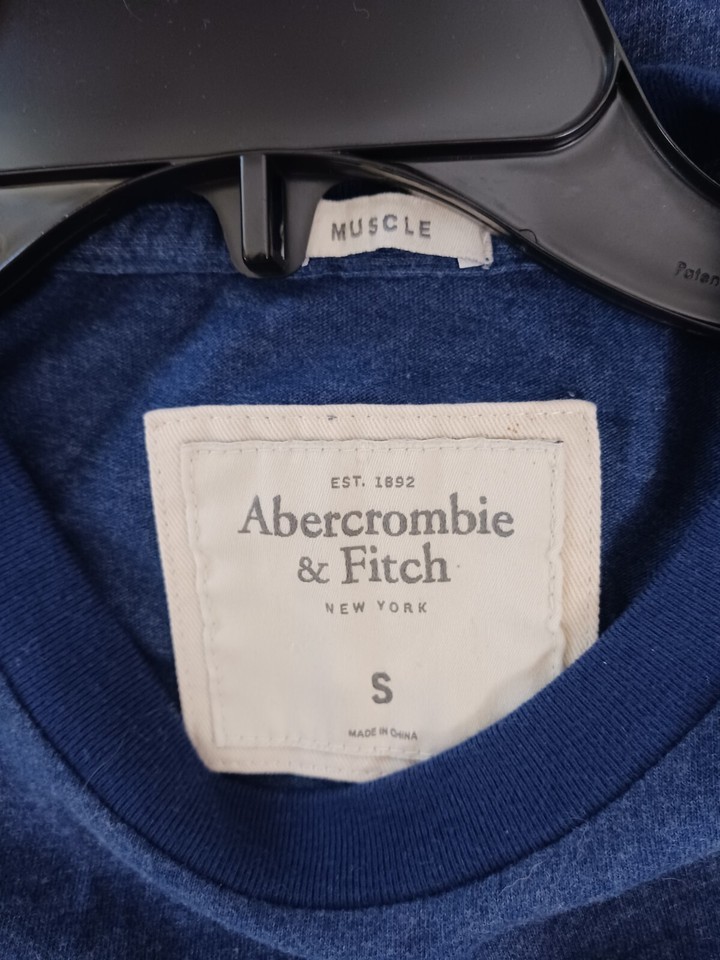 MUSCLE
EST. 1892
Abercrombie
& Fitch
NEW YORK
S
MADE IN CHINA